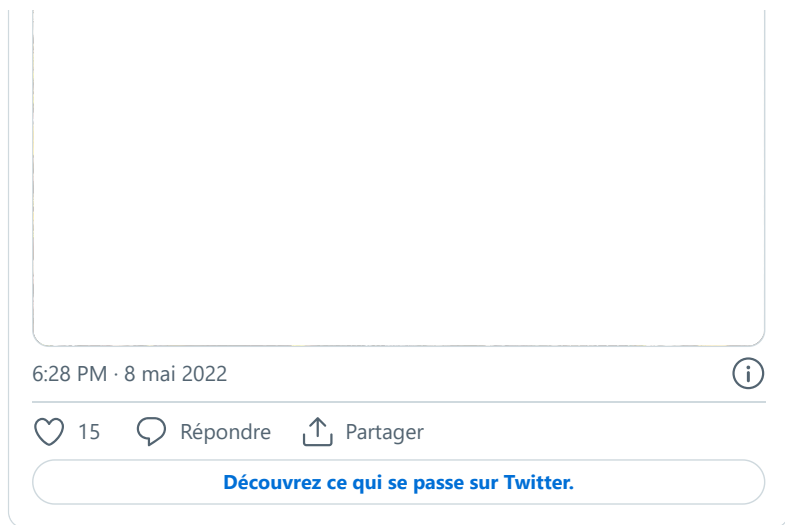 6:28 PM · 8 mai 2022
15 Répondre Partager
Découvrez ce qui se passe sur Twitter.